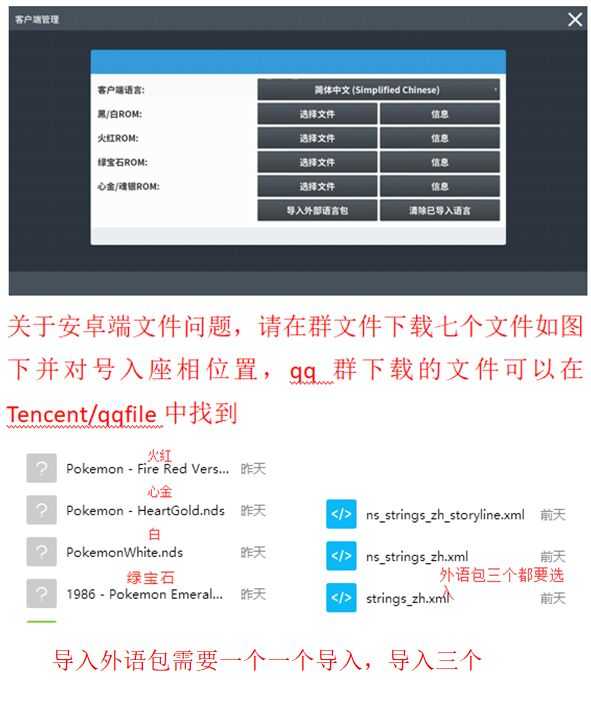 客户端管理
客户端语言:
简体中文 (Simplified Chinese)
黑/白ROM:
选择文件
信息
火红ROM:
选择文件
信息
绿宝石ROM:
选择文件
信息
心金/魂银ROM:
选择文件
信息
导入外部语言包
清除已导入语言
关于安卓端文件问题，请在群文件下载七个文件如图
下并对号入座相应位置，qq 群下载的文件可以在
Tencent/qqfile 中找到
火红
Pokemon - Fire Red Vers... 昨天
心金
Pokemon - HeartGold.nds 昨天
白
PokemonWhite.nds 昨天
绿宝石
1986 - Pokemon Emeral... 昨天
ns_strings_zh_storyline.xml 前天
ns_strings_zh.xml 前天
外语包三个都要选
入
strings_zh.xml 前天
导入外语包需要一个一个导入，导入三个